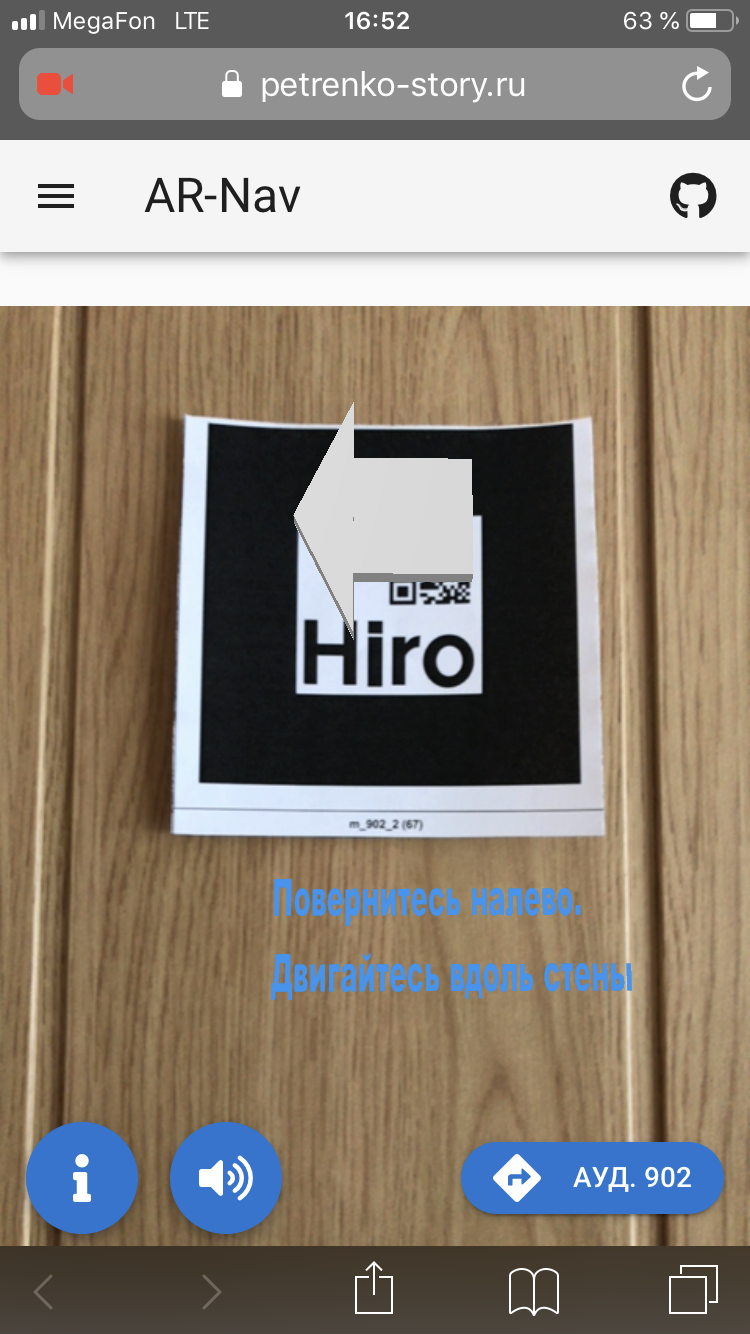 MegaFon LTE 16:52 63 %
petrenko-story.ru
AR-Nav
Hiro
m_902_2 (67)
Повернитесь налево.
Двигайтесь вдоль стены
АУД. 902